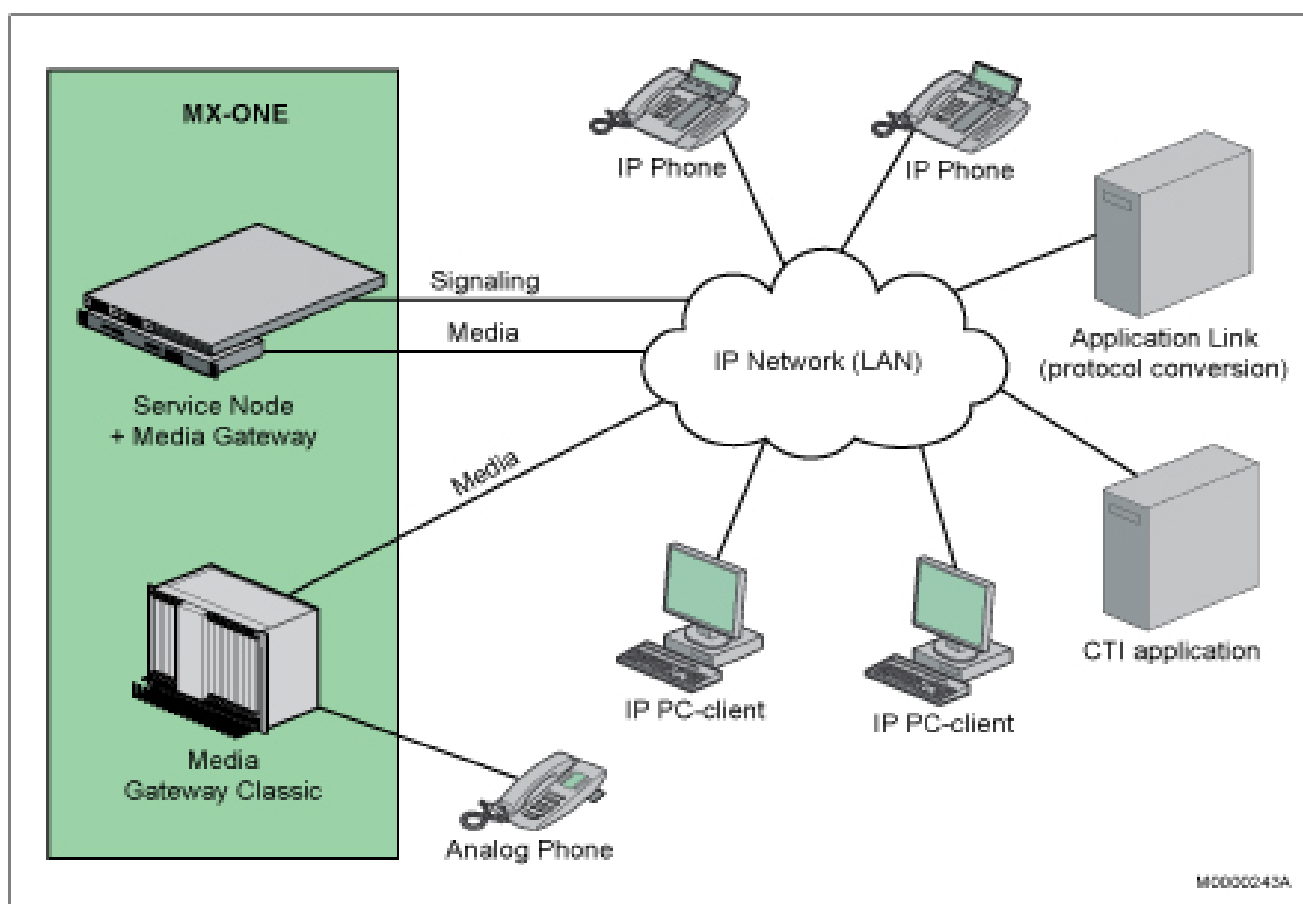 MX-ONE
IP Phone
IP Phone
Signaling
Media
IP Network (LAN)
Application Link
(protocol conversion)
Service Node
+ Media Gateway
Media
IP PC-client
IP PC-client
CTI application
Media
Gateway Classic
Analog Phone
M0000243A